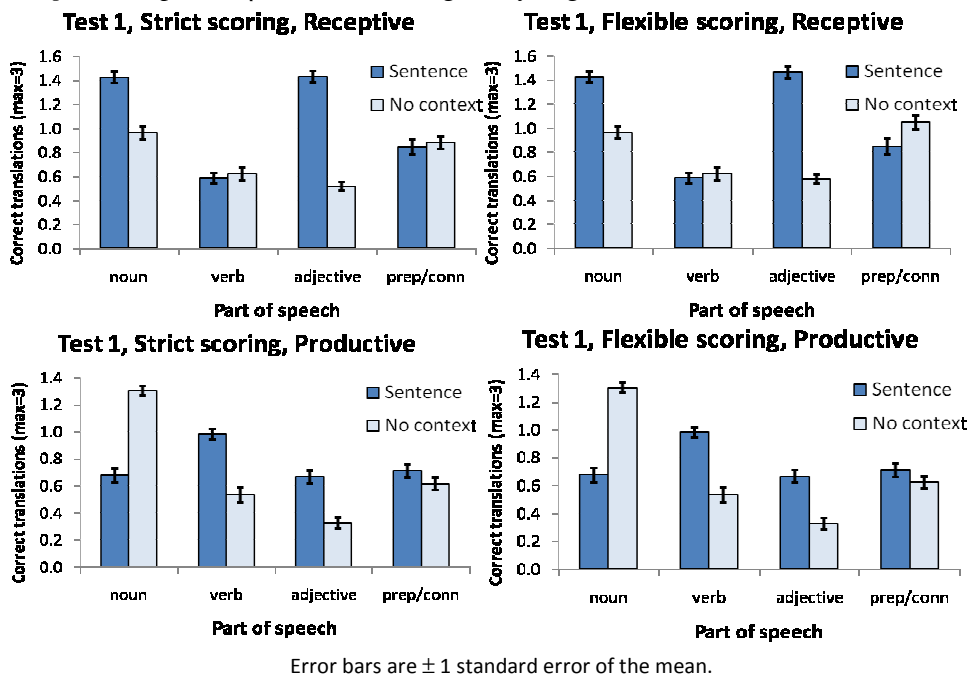 Test 1, Strict scoring, Receptive
Correct translations (max=3)
1.6
1.4
1.2
1.0
0.8
0.6
0.4
0.2
0.0
Sentence
No context
noun verb adjective prep/conn
Part of speech
Test 1, Flexible scoring, Receptive
Correct translations (max=3)
1.6
1.4
1.2
1.0
0.8
0.6
0.4
0.2
0.0
Sentence
No context
noun verb adjective prep/conn
Part of speech
Test 1, Strict scoring, Productive
Correct translations (max=3)
1.4
1.2
1.0
0.8
0.6
0.4
0.2
0.0
Sentence
No context
noun verb adjective prep/conn
Part of speech
Test 1, Flexible scoring, Productive
Correct translations (max=3)
1.4
1.2
1.0
0.8
0.6
0.4
0.2
0.0
Sentence
No context
noun verb adjective prep/conn
Part of speech
Error bars are ± 1 standard error of the mean.